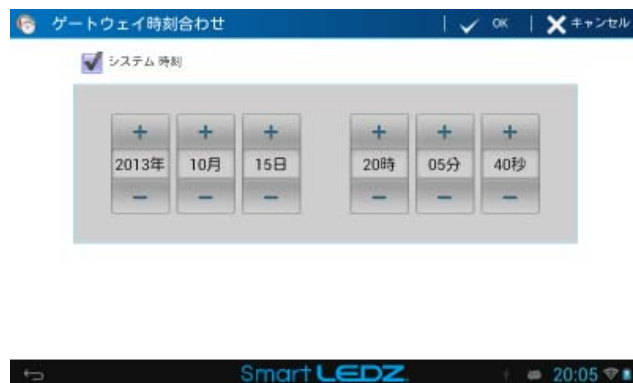 ゲートウェイ時刻合わせ OK キャンセル
システム 時刻
+ + + + + +
2013年 10月 15日 20時 05分 40秒
− − − − − −
Smart LEDZ. 20:05